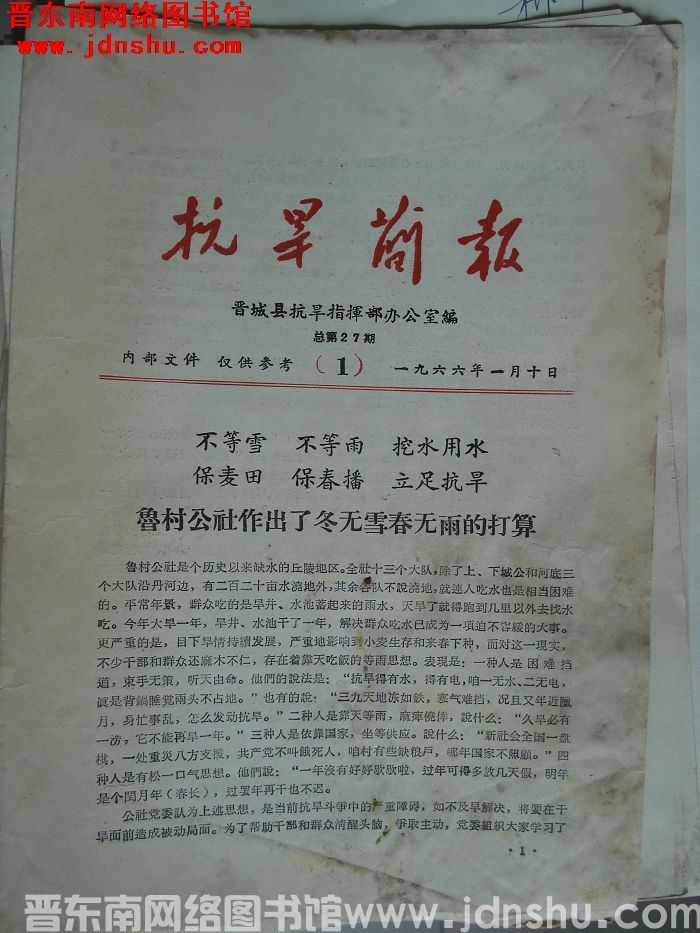 晋东南网络图书馆
www.jdnshu.com
抗旱简报
晋城县抗旱指揮部办公室編
总第27期
内部文件 仅供参考 (1) 一九六六年一月十日
不等雪 不等雨 挖水用水
保麦田 保春播 立足抗旱
魯村公社作出了冬无雪春无雨的打算
魯村公社是个历史以来缺水的丘陵地区。全社十三个大队，除了上、下城公和河底三
个大队沿丹河边，有二百二十亩水澆地外，其余各队不說澆地，就連人吃水也是相当困难
的。平常年景，群众吃的是旱井、水池蓄起来的雨水，天旱了就得跑到几里以外去找水
吃。今年大旱一年，旱井、水池干了一年，解决群众吃水已成为一項迫不容緩的大事。
更严重的是，目下旱情持續发展，严重地影响到小麦生存和来春下种，而对这一現实，
不少干部和群众还麻木不仁，存在着靠天吃飯的等雨思想。表現是：一种人是困难挡
道，束手无策，听天由命。他們的說法是：“抗旱得有水，得有电，咱一无水、二无电，
眞是背鍋睡覚兩头不占地。”也有的說：“三九天地冻如鉄，寒气难挡，况且又年近臘
月，身忙事乱，怎么发动抗旱。”二种人是靠天等雨，麻痺僥倖，說什么：“久旱必有
一涝，它不能再旱一年。”三种人是依靠国家，坐等供应。說什么：“新社会全国一盘
棋，一处重災八方支援，共产党不叫餓死人，咱村有些缺粮戶，哪年国家不照顧。”四
种人是有松一口气思想。他們說：“一年沒有好好歇歇啦，过年可得多放几天假，明年
是个閏月年（春长），过罢年再干也不迟。
公社党委認为上述思想，是当前抗旱斗爭中的严重障碍，如不及早解决，将要在干
旱面前造成被动局面。为了帮助干部和群众清醒头脑，爭取主动，党委組織大家学习了
·1·
晋东南网络图书馆www.jdnshu.com